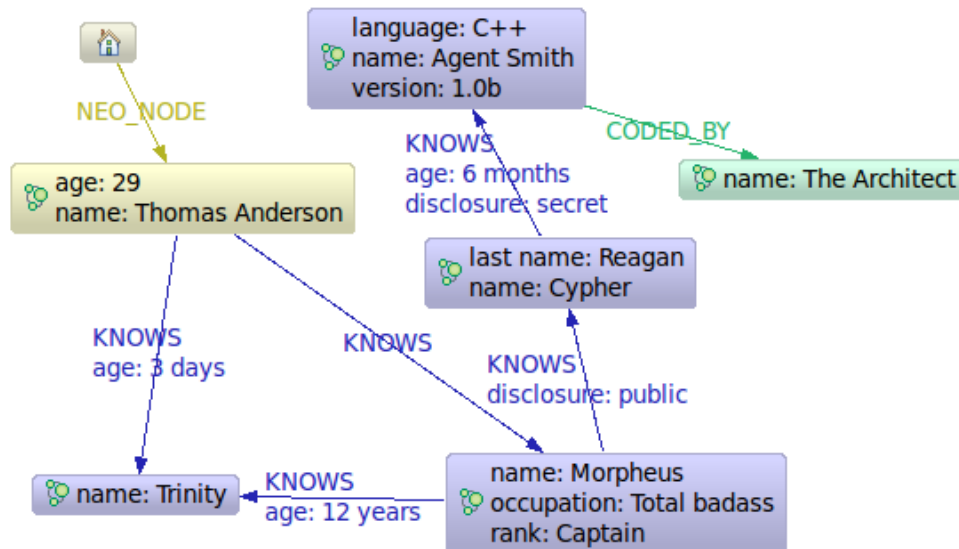 language: C++
name: Agent Smith
version: 1.0b
NEO_NODE
CODED_BY
KNOWS
age: 6 months
disclosure: secret
name: The Architect
age: 29
name: Thomas Anderson
last name: Reagan
name: Cypher
KNOWS
age: 3 days
KNOWS
KNOWS
disclosure: public
name: Trinity
KNOWS
age: 12 years
name: Morpheus
occupation: Total badass
rank: Captain